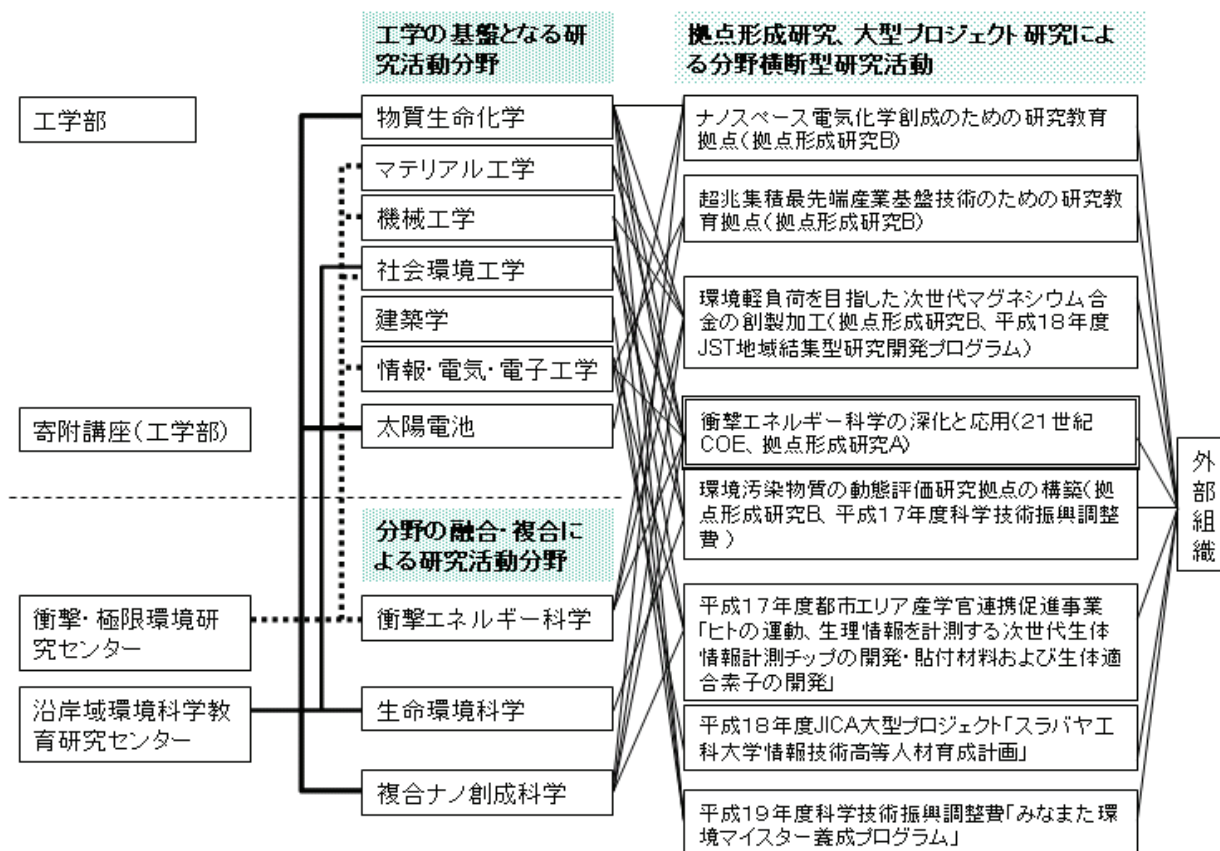 工学の基盤となる研
究活動分野
拠点形成研究、大型プロジェクト研究によ
る分野横断型研究活動
工学部
寄附講座(工学部)
衝撃・極限環境研
究センター
沿岸域環境科学教
育研究センター
物質生命化学
マテリアル工学
機械工学
社会環境工学
建築学
情報・電気・電子工学
太陽電池
分野の融合・複合に
よる研究活動分野
衝撃エネルギー科学
生命環境科学
複合ナノ創成科学
ナノスペース電気化学創成のための研究教育
拠点(拠点形成研究B)
超兆集積最先端産業基盤技術のための研究教
育拠点(拠点形成研究B)
環境軽負荷を目指した次世代マグネシウム合
金の創製加工(拠点形成研究B、平成18年度
JST地域結集型研究開発プログラム)
衝撃エネルギー科学の深化と応用(21世紀
COE、拠点形成研究A)
環境汚染物質の動態評価研究拠点の構築(拠
点形成研究B、平成17年度科学技術振興調整
費)
平成17年度都市エリア産学官連携促進事業
「ヒトの運動、生理情報を計測する次世代生体
情報計測チップの開発・貼付材料および生体適
合素子の開発」
平成18年度JICA大型プロジェクト「スラバヤ工
科大学情報技術高等人材育成計画」
平成19年度科学技術振興調整費「みなまた環
境マイスター養成プログラム」
外
部
組
織